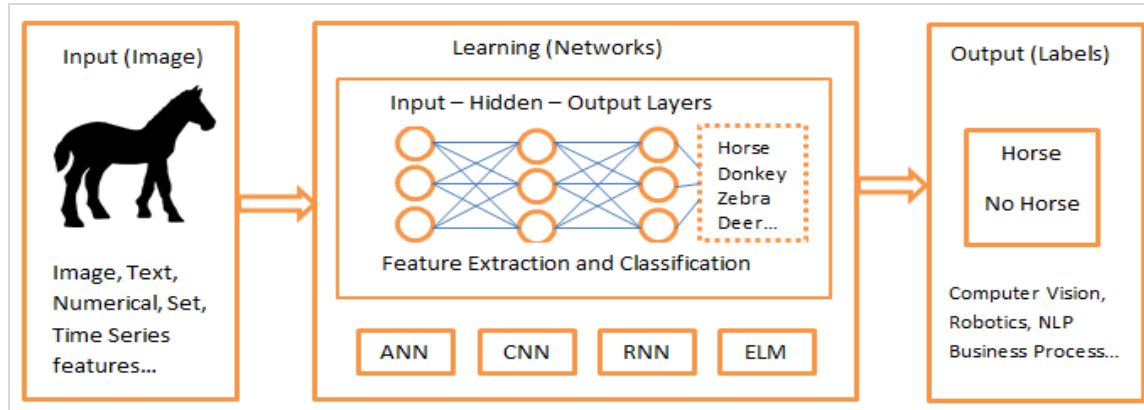 Input (Image)
Image, Text,
Numerical, Set,
Time Series
features...
Learning (Networks)
Input – Hidden – Output Layers
Horse
Donkey
Zebra
Deer...
Feature Extraction and Classification
ANN
CNN
RNN
ELM
Output (Labels)
Horse
No Horse
Computer Vision,
Robotics, NLP
Business Process...